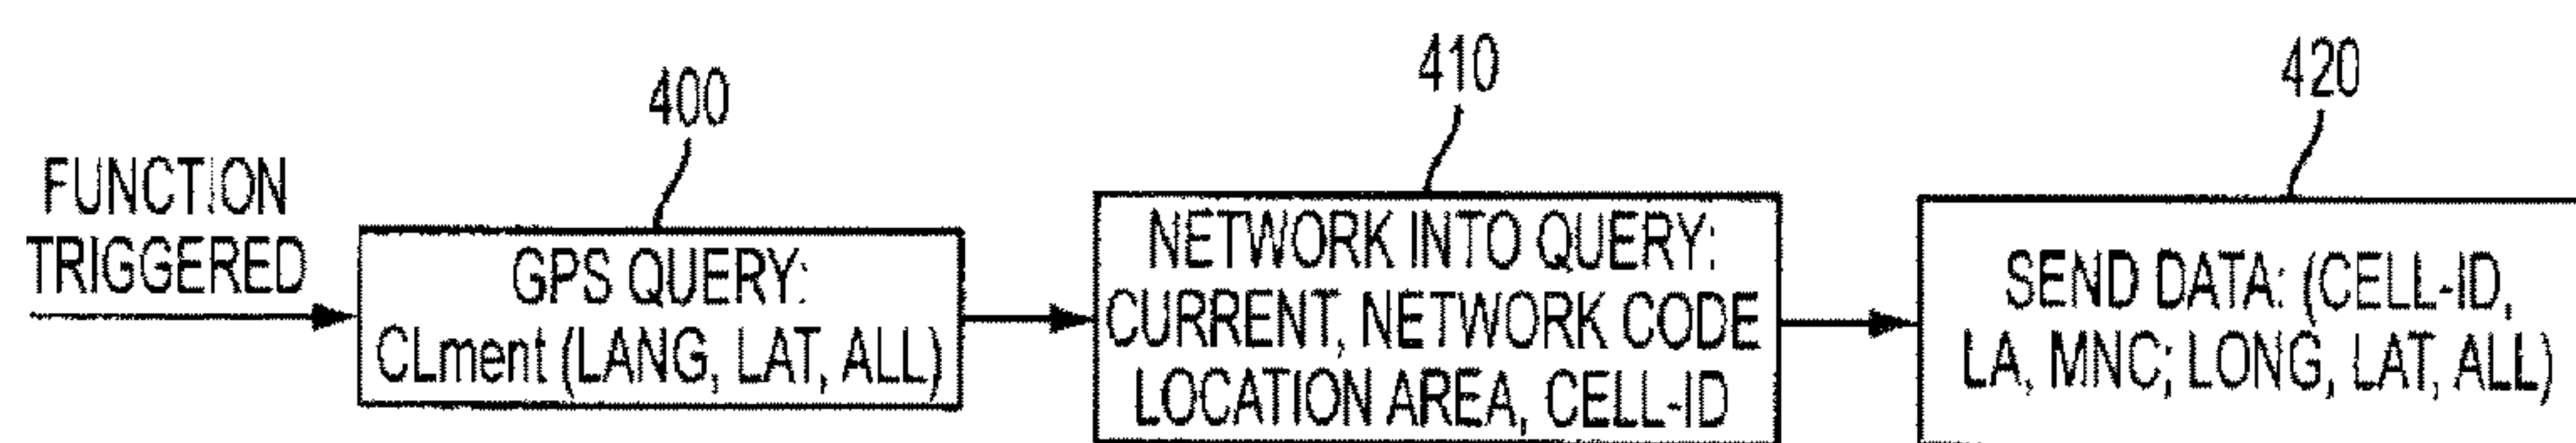 400
410
420
FUNCTION
TRIGGERED
GPS QUERY:
CLment (LANG, LAT, ALL)
NETWORK INTO QUERY:
CURRENT, NETWORK CODE
LOCATION AREA, CELL-ID
SEND DATA: (CELL-ID,
LA, MNC; LONG, LAT, ALL)